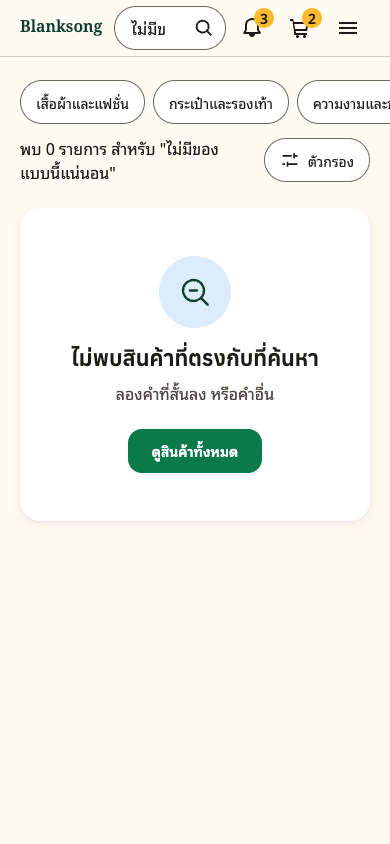 Blanksong
ไม่มีข
3
2
เสื้อผ้าและแฟชั่น
กระเป๋าและรองเท้า
ความงามและ
พบ 0 รายการ สำหรับ "ไม่มีของ
แบบนี้แน่นอน"
ตัวกรอง
ไม่พบสินค้าที่ตรงกับที่ค้นหา
ลองคำที่สั้นลง หรือคำอื่น
ดูสินค้าทั้งหมด